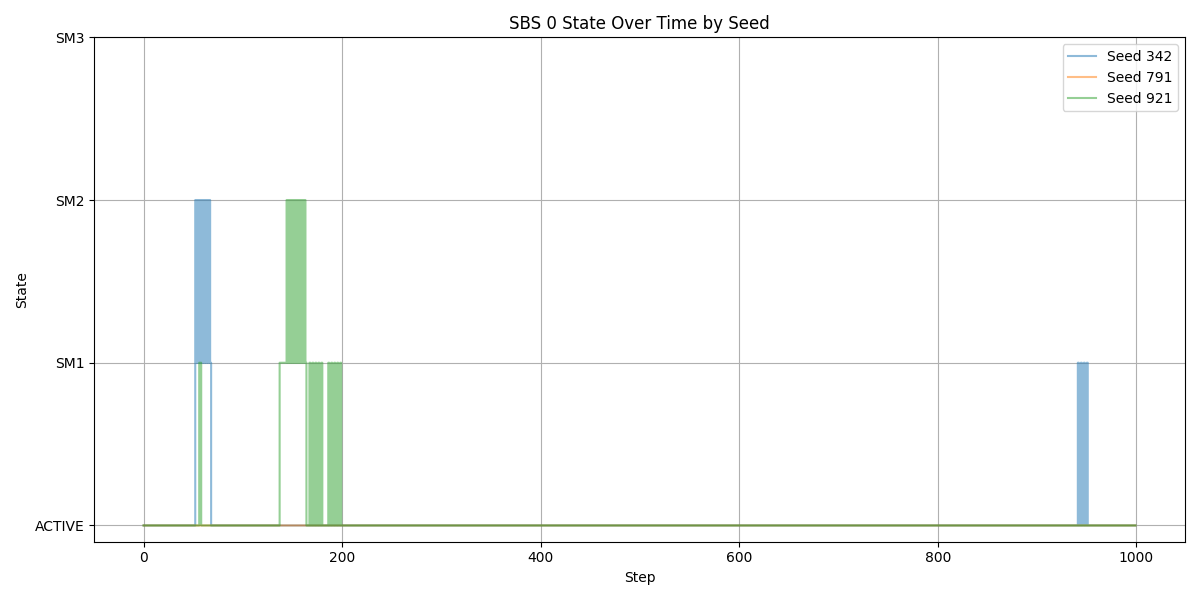 SBS 0 State Over Time by Seed
SM3
SM2
SM1
ACTIVE
State
Seed 342
Seed 791
Seed 921
0 200 400 600 800 1000
Step